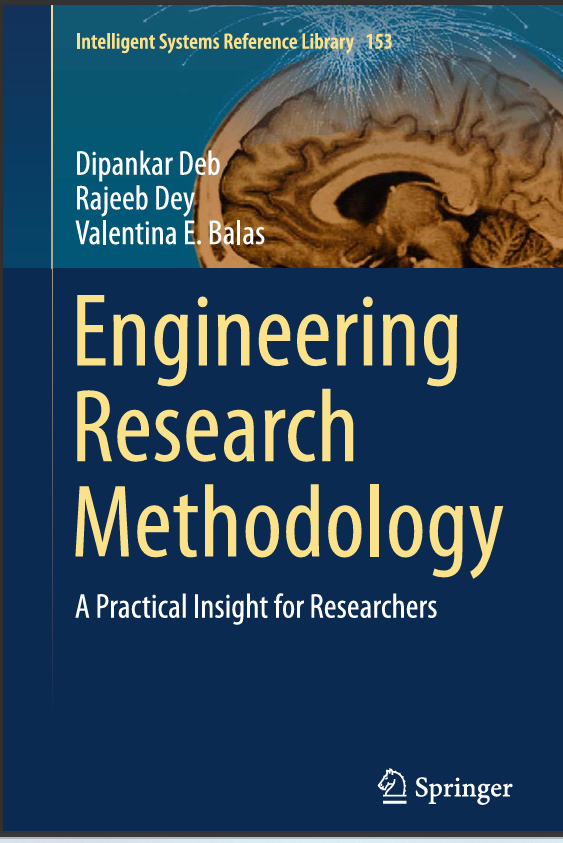 Intelligent Systems Reference Library 153
Dipankar Deb
Rajeeb Dey
Valentina E. Balas
Engineering
Research
Methodology
A Practical Insight for Researchers
Springer